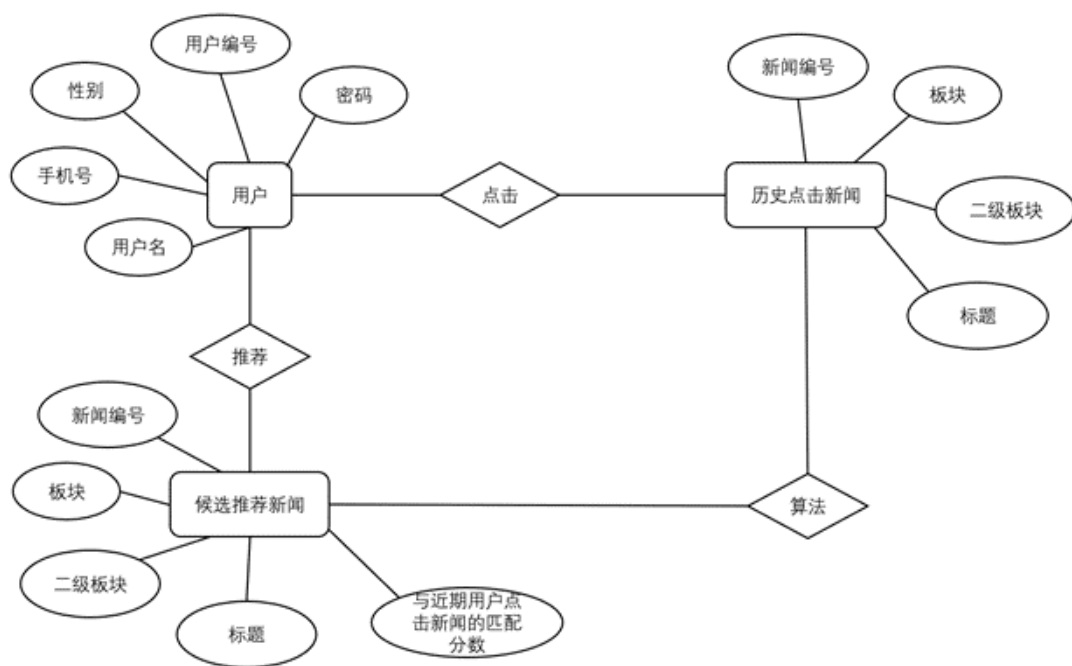 用户编号
性别
密码
手机号
用户
用户名
点击
新闻编号
板块
历史点击新闻
二级板块
标题
推荐
新闻编号
板块
候选推荐新闻
二级板块
标题
与近期用户点
击新闻的匹配
分数
算法